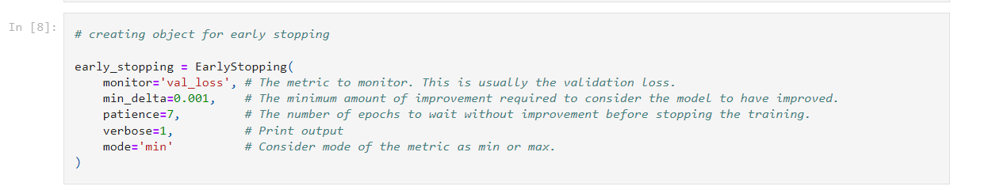 In [8]:
# creating object for early stopping
early_stopping = EarlyStopping(
    monitor='val_loss', # The metric to monitor. This is usually the validation loss.
    min_delta=0.001,    # The minimum amount of improvement required to consider the model to have improved.
    patience=7,         # The number of epochs to wait without improvement before stopping the training.
    verbose=1,          # Print output
    mode='min'          # Consider mode of the metric as min or max.
)